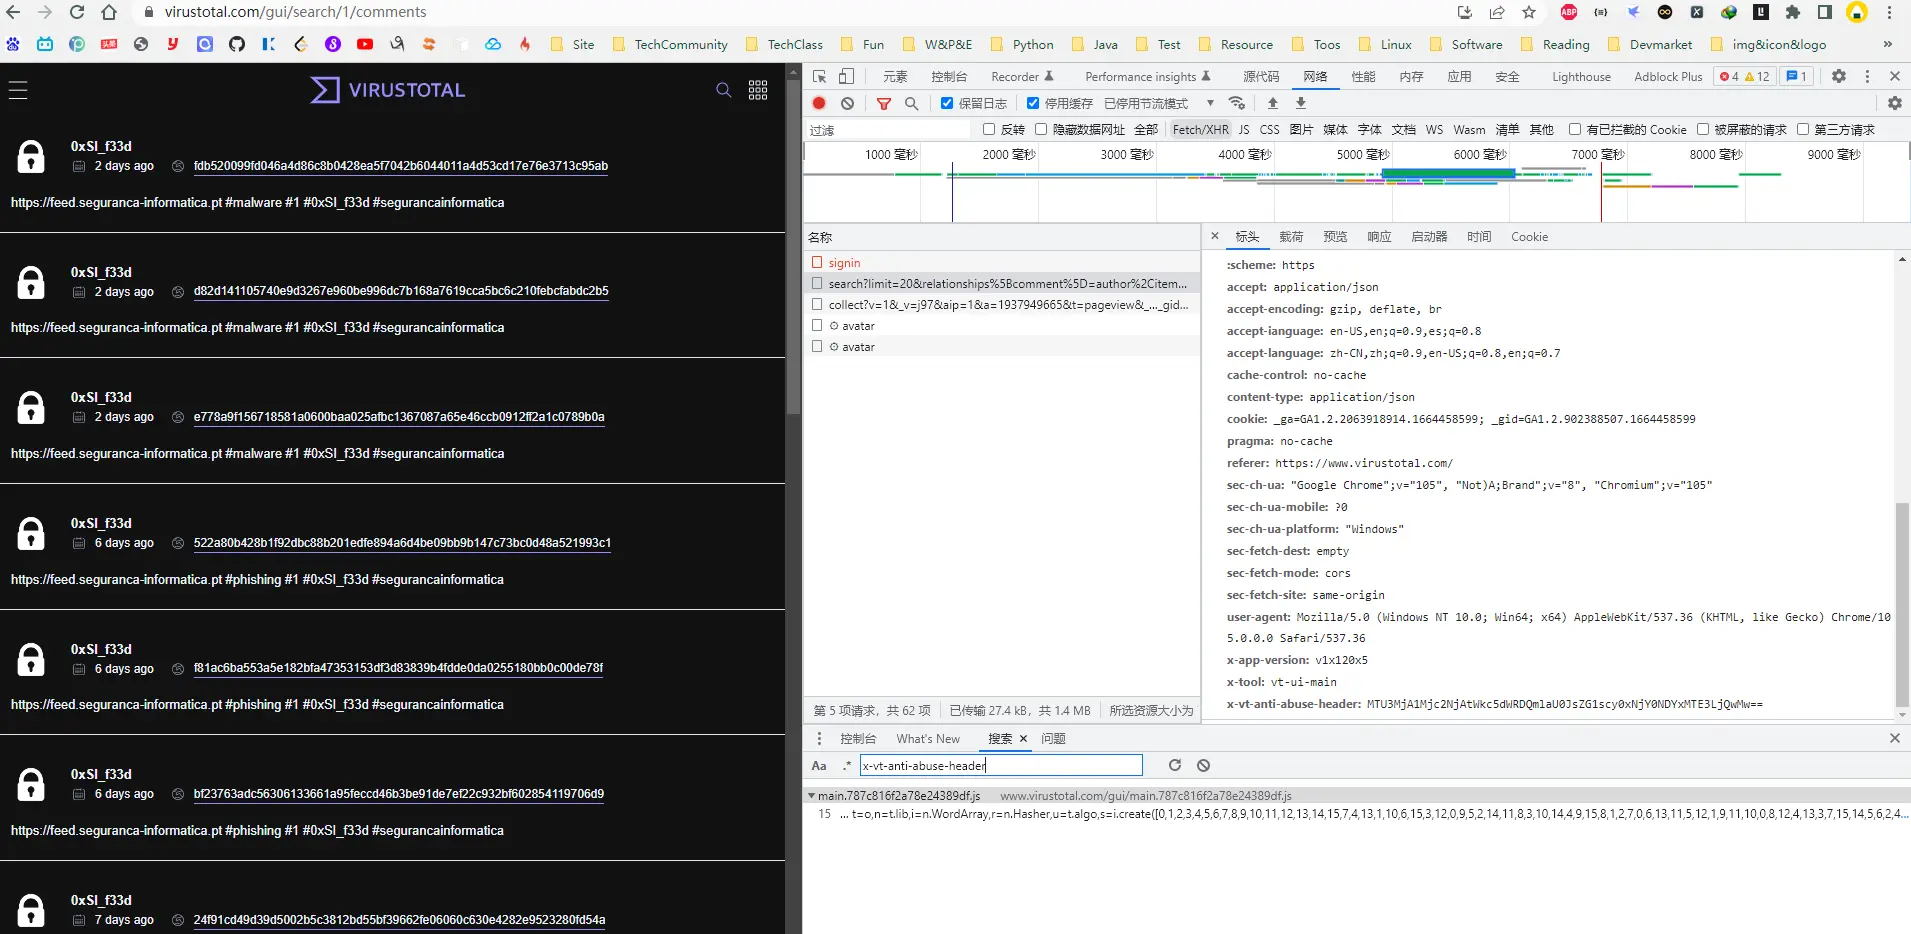 virustotal.com/gui/search/1/comments
Site TechCommunity TechClass Fun W&P&E Python Java Test Resource Toos Linux Software Reading Devmarket img&icon&logo »
VIRUSTOTAL
0xSI_f33d
2 days ago fdb520099fd046a4d86c8b0428ea5f7042b6044011a4d53cd17e76e3713c95ab
https://feed.seguranca-informatica.pt #malware #1 #0xSI_f33d #segurancainformatica
0xSI_f33d
2 days ago d82d141105740e9d3267e960be996dc7b168a7619cca5bc6c210febcfabdc2b5
https://feed.seguranca-informatica.pt #malware #1 #0xSI_f33d #segurancainformatica
0xSI_f33d
2 days ago e778a9f156718581a0600baa025afbc1367087a65e46ccb0912ff2a1c0789b0a
https://feed.seguranca-informatica.pt #malware #1 #0xSI_f33d #segurancainformatica
0xSI_f33d
6 days ago 522a80b428b1f92dbc88b201edfe894a6d4be09bb9b147c73bc0d48a521993c1
https://feed.seguranca-informatica.pt #phishing #1 #0xSI_f33d #segurancainformatica
0xSI_f33d
6 days ago f81ac6ba553a5e182bfa47353153df3d83839b4fdde0da0255180bb0c00de78f
https://feed.seguranca-informatica.pt #phishing #1 #0xSI_f33d #segurancainformatica
0xSI_f33d
6 days ago bf23763adc56306133661a95feccd46b3be91de7ef22c932bf602854119706d9
https://feed.seguranca-informatica.pt #phishing #1 #0xSI_f33d #segurancainformatica
0xSI_f33d
7 days ago 24f91cd49d39d5002b5c3812bd55bf39662fe06060c630e4282e9523280fd54a
元素 控制台 Recorder Performance insights 源代码 网络 性能 内存 应用 安全 Lighthouse Adblock Plus 4 12 1
保留日志 停用缓存 已停用节流模式
过滤 反转 隐藏数据网址 全部 Fetch/XHR JS CSS 图片 媒体 字体 文档 WS Wasm 清单 其他 有已拦截的 Cookie 被屏蔽的请求 第三方请求
1000 毫秒 2000 毫秒 3000 毫秒 4000 毫秒 5000 毫秒 6000 毫秒 7000 毫秒 8000 毫秒 9000 毫秒
名称
signin
search?limit=20&relationships%5Bcomment%5D=author%2Citem...
collect?v=1&_v=j97&aip=1&a=1937949665&t=pageview&_..._gid...
avatar
avatar
第 5 项请求，共 62 项 已传输 27.4 kB，共 1.4 MB 所选资源大小为
标头 载荷 预览 响应 启动器 时间 Cookie
:scheme: https
accept: application/json
accept-encoding: gzip, deflate, br
accept-ianguage: en-US,en;q=0.9,es;q=0.8
accept-language: zh-CN,zh;q=0.9,en-US;q=0.8,en;q=0.7
cache-control: no-cache
content-type: application/json
cookie: _ga=GA1.2.2063918914.1664458599; _gid=GA1.2.902388507.1664458599
pragma: no-cache
referer: https://www.virustotal.com/
sec-ch-ua: "Google Chrome";v="105", "Not)A;Brand";v="8", "Chromium";v="105"
sec-ch-ua-mobile: ?0
sec-ch-ua-platform: "Windows"
sec-fetch-dest: empty
sec-fetch-mode: cors
sec-fetch-site: same-origin
user-agent: Mozilla/5.0 (Windows NT 10.0; Win64; x64) AppleWebKit/537.36 (KHTML, like Gecko) Chrome/10
5.0.0.0 Safari/537.36
x-app-version: v1x120x5
x-tool: vt-ui-main
x-vt-anti-abuse-header: MTU3MjA1Mjc2NjAtWkc5dWRDQmlaU0JsZG1scy0xNjY0NDYxMTE3LjQwMw==
控制台 What's New 搜索 问题
Aa .* x-vt-anti-abuse-header
main.787c816f2a78e24389df.js www.virustotal.com/gui/main.787c816f2a78e24389df.js
15 ... t=o,n=t.lib,i=n.WordArray,r=n.Hasher,u=t.algo,s=i.create([0,1,2,3,4,5,6,7,8,9,10,11,12,13,14,15,7,4,13,1,10,6,15,3,12,0,9,5,2,14,11,8,3,10,14,4,9,15,8,1,2,7,0,6,13,11,5,12,1,9,11,10,0,8,12,4,13,3,7,15,14,5,6,2,4...